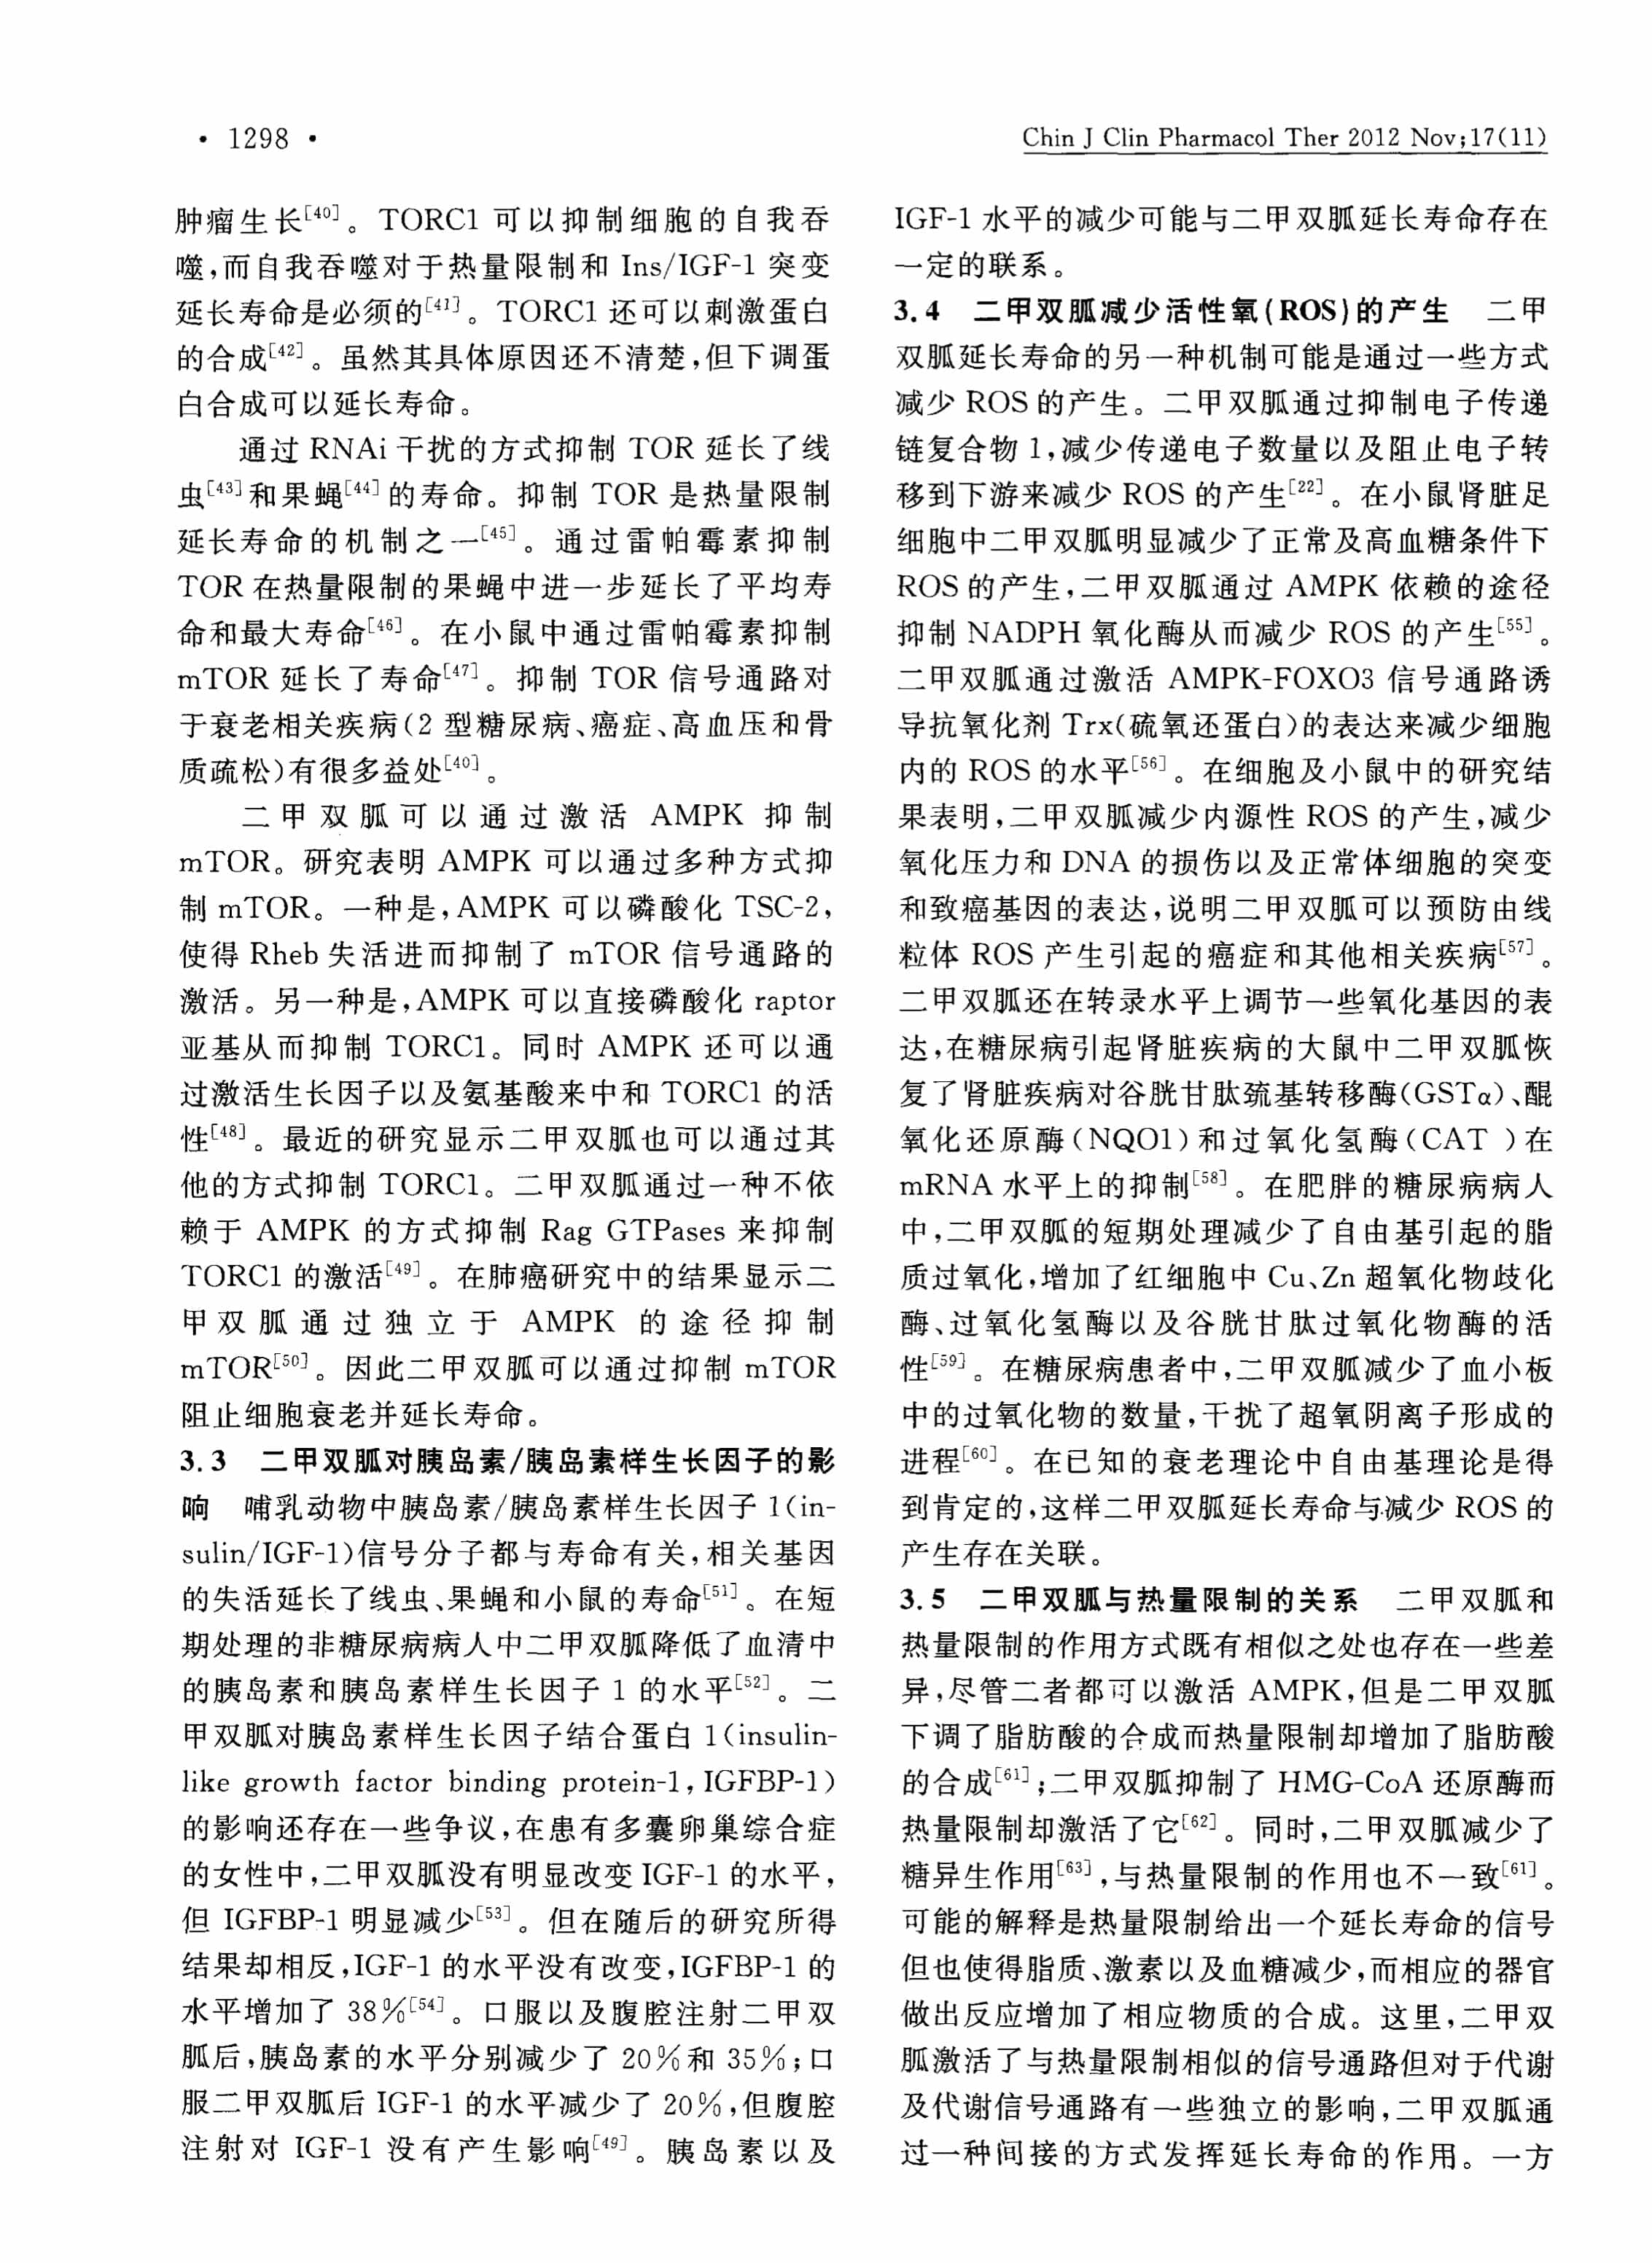 · 1298 ·
Chin J Clin Pharmacol Ther 2012 Nov;17(11)
肿瘤生长[40]。TORC1 可以抑制细胞的自我吞
噬,而自我吞噬对于热量限制和 Ins/IGF-1 突变
延长寿命是必须的[41]。TORC1 还可以刺激蛋白
的合成[42]。虽然其具体原因还不清楚,但下调蛋
白合成可以延长寿命。
通过 RNAi 干扰的方式抑制 TOR 延长了线
虫[43]和果蝇[44]的寿命。抑制 TOR 是热量限制
延长寿命的机制之一[45]。通过雷帕霉素抑制
TOR 在热量限制的果蝇中进一步延长了平均寿
命和最大寿命[46]。在小鼠中通过雷帕霉素抑制
mTOR 延长了寿命[47]。抑制 TOR 信号通路对
于衰老相关疾病(2 型糖尿病、癌症、高血压和骨
质疏松)有很多益处[40]。
二甲双胍可以通过激活 AMPK 抑制
mTOR。研究表明 AMPK 可以通过多种方式抑
制 mTOR。一种是,AMPK 可以磷酸化 TSC-2,
使得 Rheb 失活进而抑制了 mTOR 信号通路的
激活。另一种是,AMPK 可以直接磷酸化 raptor
亚基从而抑制 TORC1。同时 AMPK 还可以通
过激活生长因子以及氨基酸来中和 TORC1 的活
性[48]。最近的研究显示二甲双胍也可以通过其
他的方式抑制 TORC1。二甲双胍通过一种不依
赖于 AMPK 的方式抑制 Rag GTPases 来抑制
TORC1 的激活[49]。在肺癌研究中的结果显示二
甲双胍通过独立于 AMPK 的途径抑制
mTOR[50]。因此二甲双胍可以通过抑制 mTOR
阻止细胞衰老并延长寿命。
3.3 二甲双胍对胰岛素/胰岛素样生长因子的影
响 哺乳动物中胰岛素/胰岛素样生长因子 1(in-
sulin/IGF-1)信号分子都与寿命有关,相关基因
的失活延长了线虫、果蝇和小鼠的寿命[51]。在短
期处理的非糖尿病病人中二甲双胍降低了血清中
的胰岛素和胰岛素样生长因子 1 的水平[52]。二
甲双胍对胰岛素样生长因子结合蛋白 1(insulin-
like growth factor binding protein-1,IGFBP-1)
的影响还存在一些争议,在患有多囊卵巢综合症
的女性中,二甲双胍没有明显改变 IGF-1 的水平,
但 IGFBP-1 明显减少[53]。但在随后的研究所得
结果却相反,IGF-1 的水平没有改变,IGFBP-1 的
水平增加了 38%[54]。口服以及腹腔注射二甲双
胍后,胰岛素的水平分别减少了 20%和 35%;口
服二甲双胍后 IGF-1 的水平减少了 20%,但腹腔
注射对 IGF-1 没有产生影响[49]。胰岛素以及
IGF-1 水平的减少可能与二甲双胍延长寿命存在
一定的联系。
3.4 二甲双胍减少活性氧(ROS)的产生 二甲
双胍延长寿命的另一种机制可能是通过一些方式
减少 ROS 的产生。二甲双胍通过抑制电子传递
链复合物 1,减少传递电子数量以及阻止电子转
移到下游来减少 ROS 的产生[22]。在小鼠肾脏足
细胞中二甲双胍明显减少了正常及高血糖条件下
ROS 的产生,二甲双胍通过 AMPK 依赖的途径
抑制 NADPH 氧化酶从而减少 ROS 的产生[55]。
二甲双胍通过激活 AMPK-FOXO3 信号通路诱
导抗氧化剂 Trx(硫氧还蛋白)的表达来减少细胞
内的 ROS 的水平[56]。在细胞及小鼠中的研究结
果表明,二甲双胍减少内源性 ROS 的产生,减少
氧化压力和 DNA 的损伤以及正常体细胞的突变
和致癌基因的表达,说明二甲双胍可以预防由线
粒体 ROS 产生引起的癌症和其他相关疾病[57]。
二甲双胍还在转录水平上调节一些氧化基因的表
达,在糖尿病引起肾脏疾病的大鼠中二甲双胍恢
复了肾脏疾病对谷胱甘肽巯基转移酶(GSTα)、醌
氧化还原酶(NQO1)和过氧化氢酶(CAT )在
mRNA 水平上的抑制[58]。在肥胖的糖尿病病人
中,二甲双胍的短期处理减少了自由基引起的脂
质过氧化,增加了红细胞中 Cu、Zn 超氧化物歧化
酶、过氧化氢酶以及谷胱甘肽过氧化物酶的活
性[59]。在糖尿病患者中,二甲双胍减少了血小板
中的过氧化物的数量,干扰了超氧阴离子形成的
进程[60]。在已知的衰老理论中自由基理论是得
到肯定的,这样二甲双胍延长寿命与减少 ROS 的
产生存在关联。
3.5 二甲双胍与热量限制的关系 二甲双胍和
热量限制的作用方式既有相似之处也存在一些差
异,尽管二者都可以激活 AMPK,但是二甲双胍
下调了脂肪酸的合成而热量限制却增加了脂肪酸
的合成[61];二甲双胍抑制了 HMG-CoA 还原酶而
热量限制却激活了它[62]。同时,二甲双胍减少了
糖异生作用[63],与热量限制的作用也不一致[61]。
可能的解释是热量限制给出一个延长寿命的信号
但也使得脂质、激素以及血糖减少,而相应的器官
做出反应增加了相应物质的合成。这里,二甲双
胍激活了与热量限制相似的信号通路但对于代谢
及代谢信号通路有一些独立的影响,二甲双胍通
过一种间接的方式发挥延长寿命的作用。一方